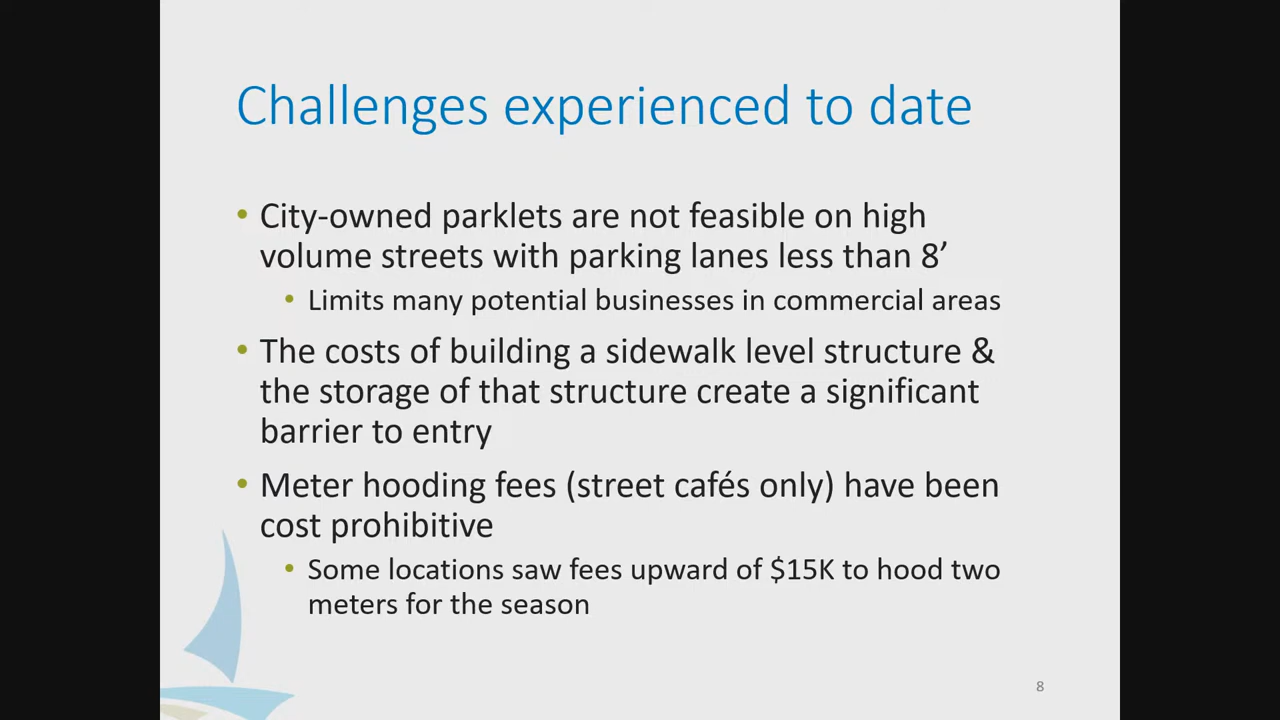 Challenges experienced to date
• City-owned parklets are not feasible on high
volume streets with parking lanes less than 8’
• Limits many potential businesses in commercial areas
• The costs of building a sidewalk level structure &
the storage of that structure create a significant
barrier to entry
• Meter hooding fees (street cafés only) have been
cost prohibitive
• Some locations saw fees upward of $15K to hood two
meters for the season
8